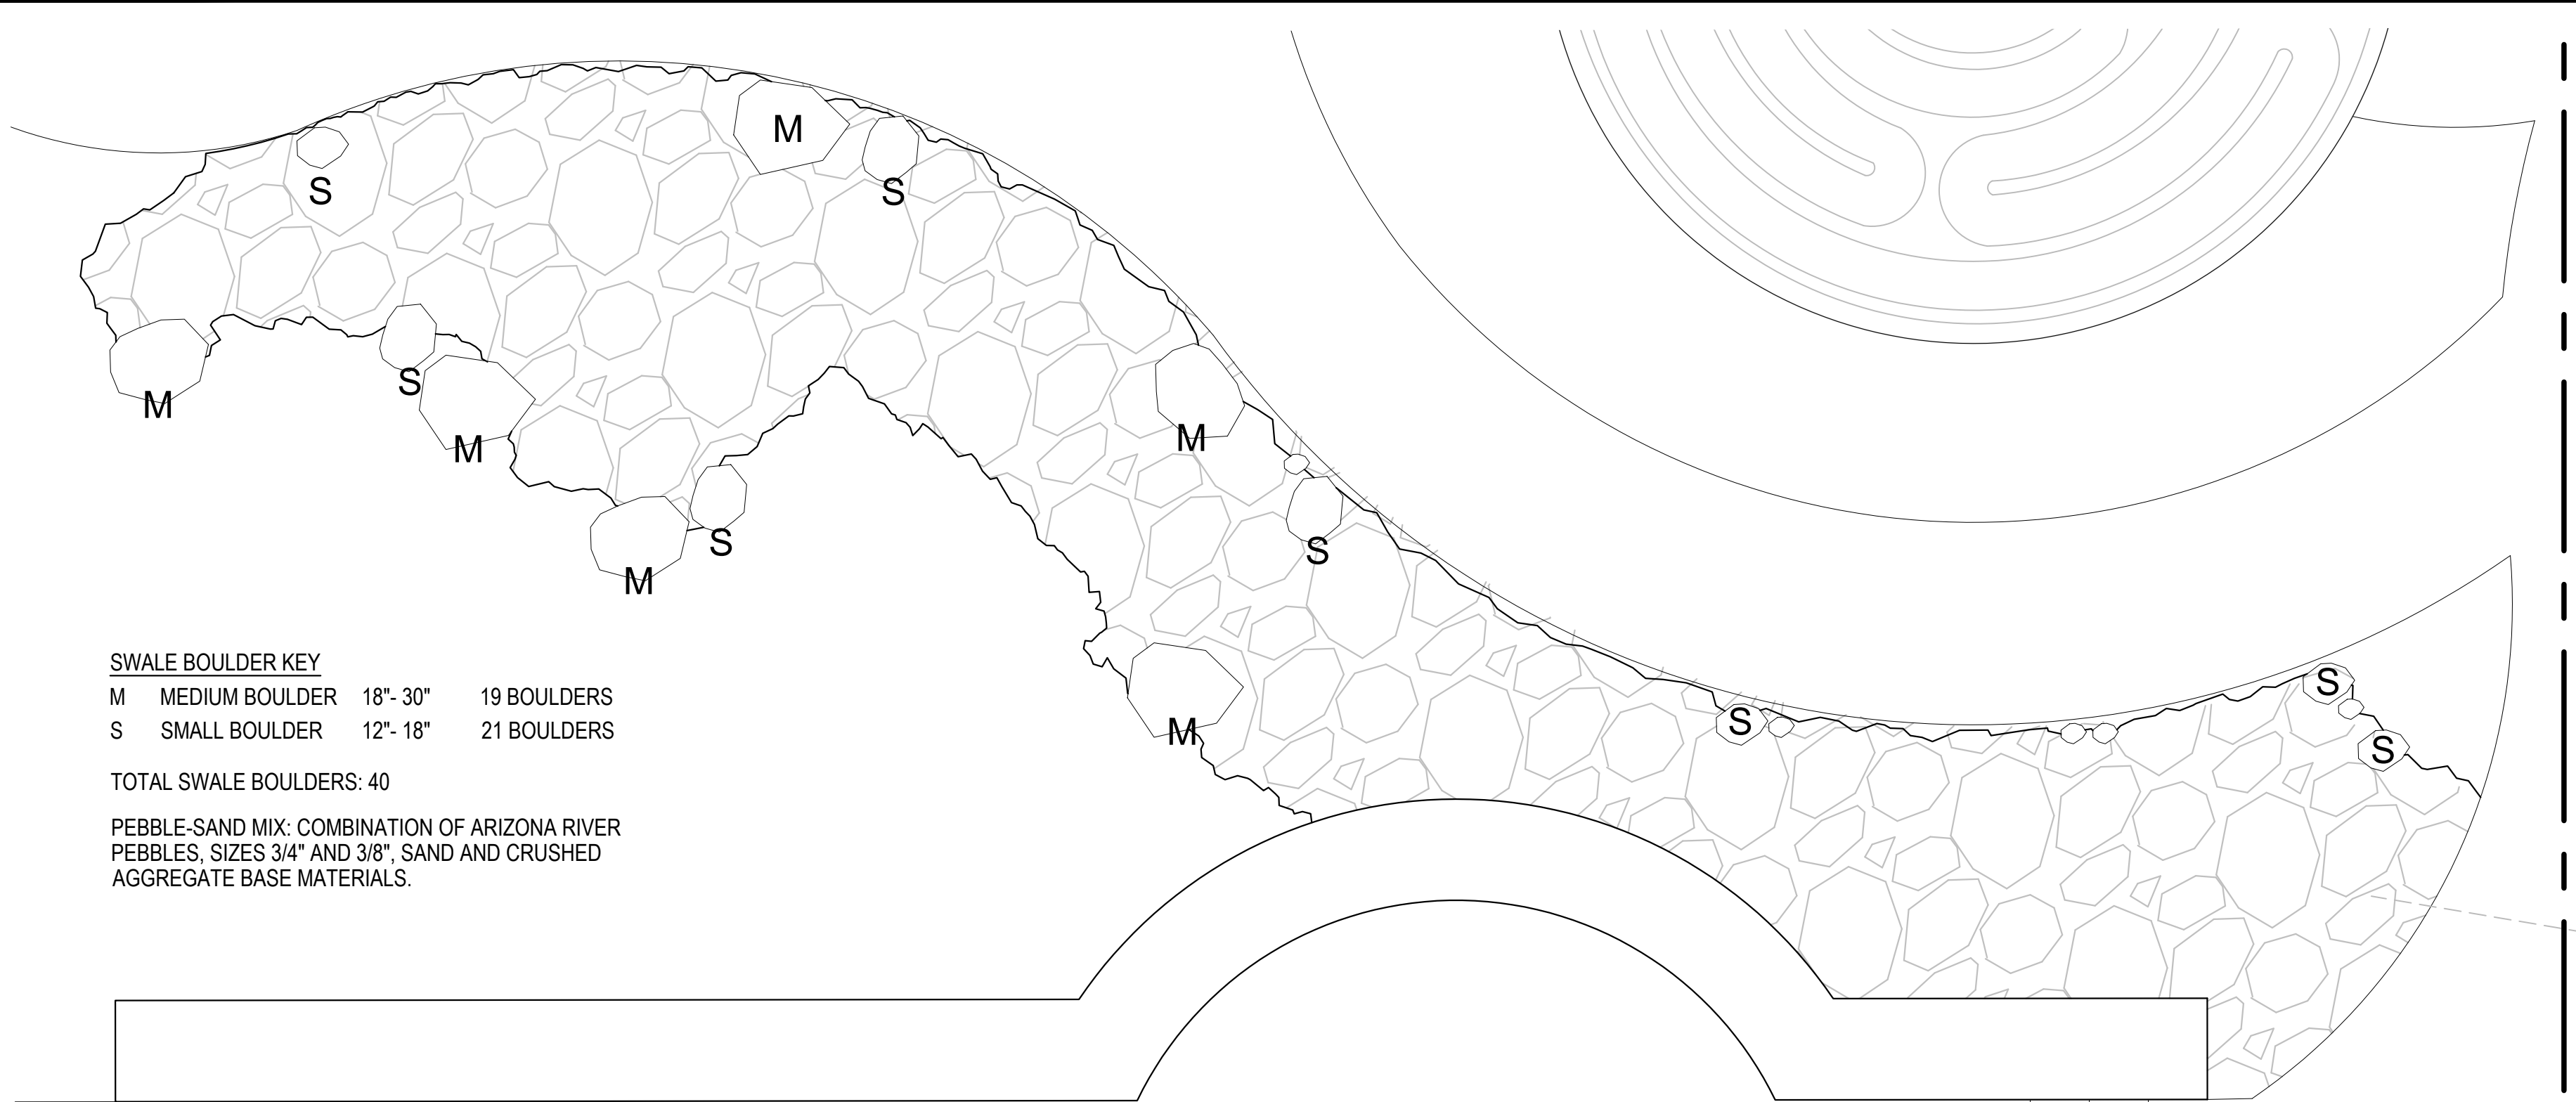 M
S
S
S
M
M
M
M
S
S
M
S
SWALE BOULDER KEY
M MEDIUM BOULDER 18"- 30" 19 BOULDERS
S SMALL BOULDER 12"- 18" 21 BOULDERS
TOTAL SWALE BOULDERS: 40
PEBBLE-SAND MIX: COMBINATION OF ARIZONA RIVER
PEBBLES, SIZES 3/4" AND 3/8", SAND AND CRUSHED
AGGREGATE BASE MATERIALS.
S
S
M
S